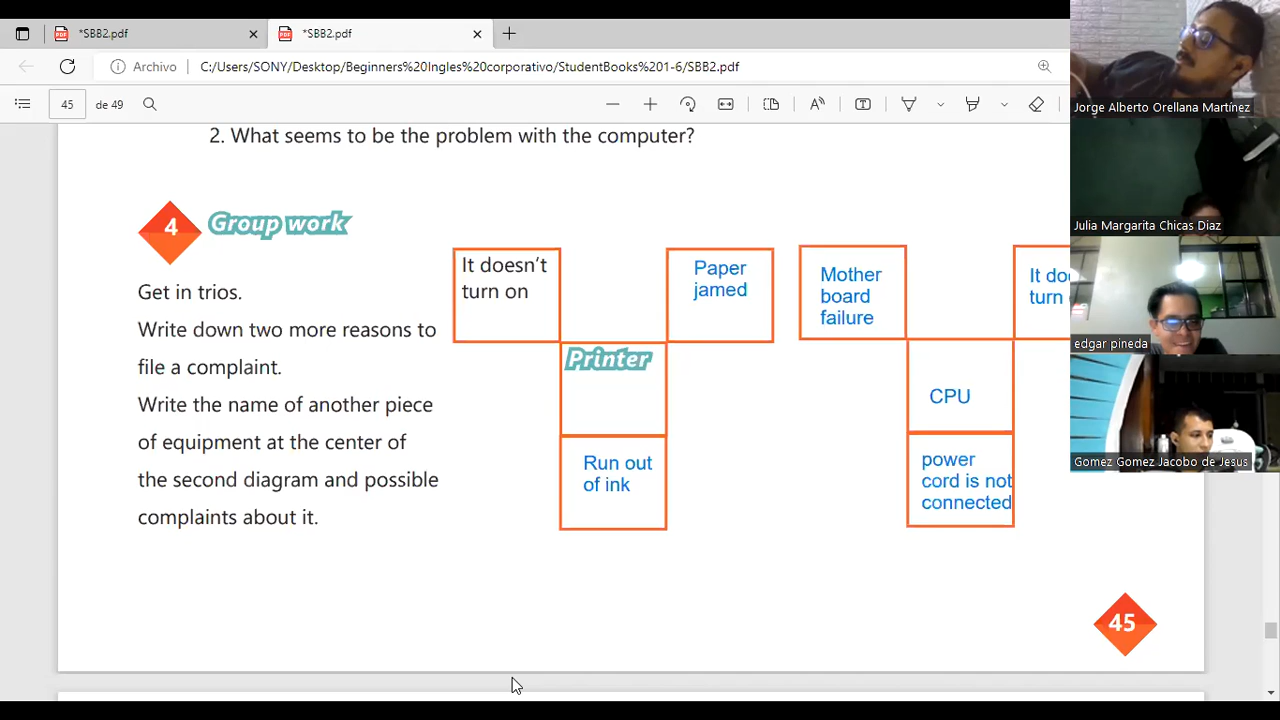 *SBB2.pdf
*SBB2.pdf
Archivo
C:/Users/SONY/Desktop/Beginners%20Ingles%20corporativo/StudentBooks%201-6/SBB2.pdf
45
de 49
2. What seems to be the problem with the computer?
4
Group work
Get in trios.
Write down two more reasons to
file a complaint.
Write the name of another piece
of equipment at the center of
the second diagram and possible
complaints about it.
It doesn't
turn on
Paper
jamed
Printer
Run out
of ink
Mother
board
failure
It do
turn
CPU
power
cord is not
connected
45
Jorge Alberto Orellana Martínez
Julia Margarita Chicas Diaz
edgar pineda
Gomez Gomez Jacobo de Jesus